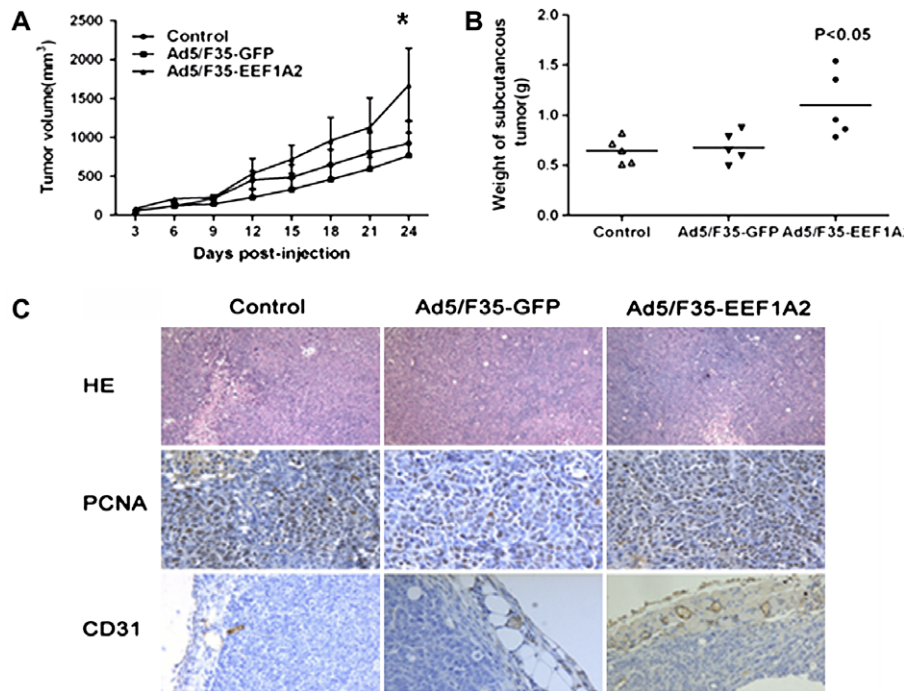 A
Tumor volume(mm³)
2500
2000
1500
1000
500
0
Control
Ad5/F35-GFP
Ad5/F35-EEF1A2
*
3 6 9 12 15 18 21 24
Days post-injection
B
Weight of subcutancous
tumor(g)
2.0
1.5
1.0
0.5
0.0
P<0.05
Control Ad5/F35-GFP Ad5/F35-EEF1A2
C
Control Ad5/F35-GFP Ad5/F35-EEF1A2
HE
PCNA
CD31